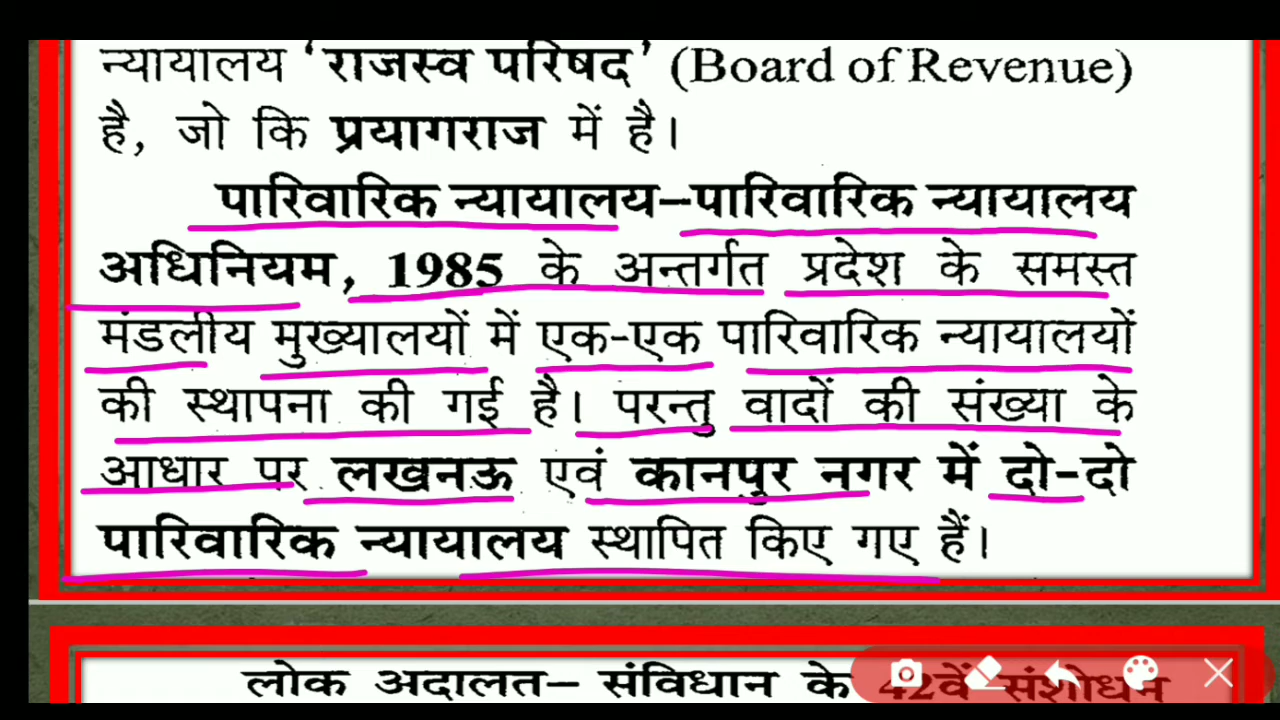 न्यायालय 'राजस्व परिषद' (Board of Revenue)
है, जो कि प्रयागराज में है।
पारिवारिक न्यायालय–पारिवारिक न्यायालय
अधिनियम, 1985 के अन्तर्गत प्रदेश के समस्त
मंडलीय मुख्यालयों में एक-एक पारिवारिक न्यायालयों
की स्थापना की गई है। परन्तु वादों की संख्या के
आधार पर लखनऊ एवं कानपुर नगर में दो-दो
पारिवारिक न्यायालय स्थापित किए गए हैं।
लोक अदालत– संविधान के 42वें संशोधन